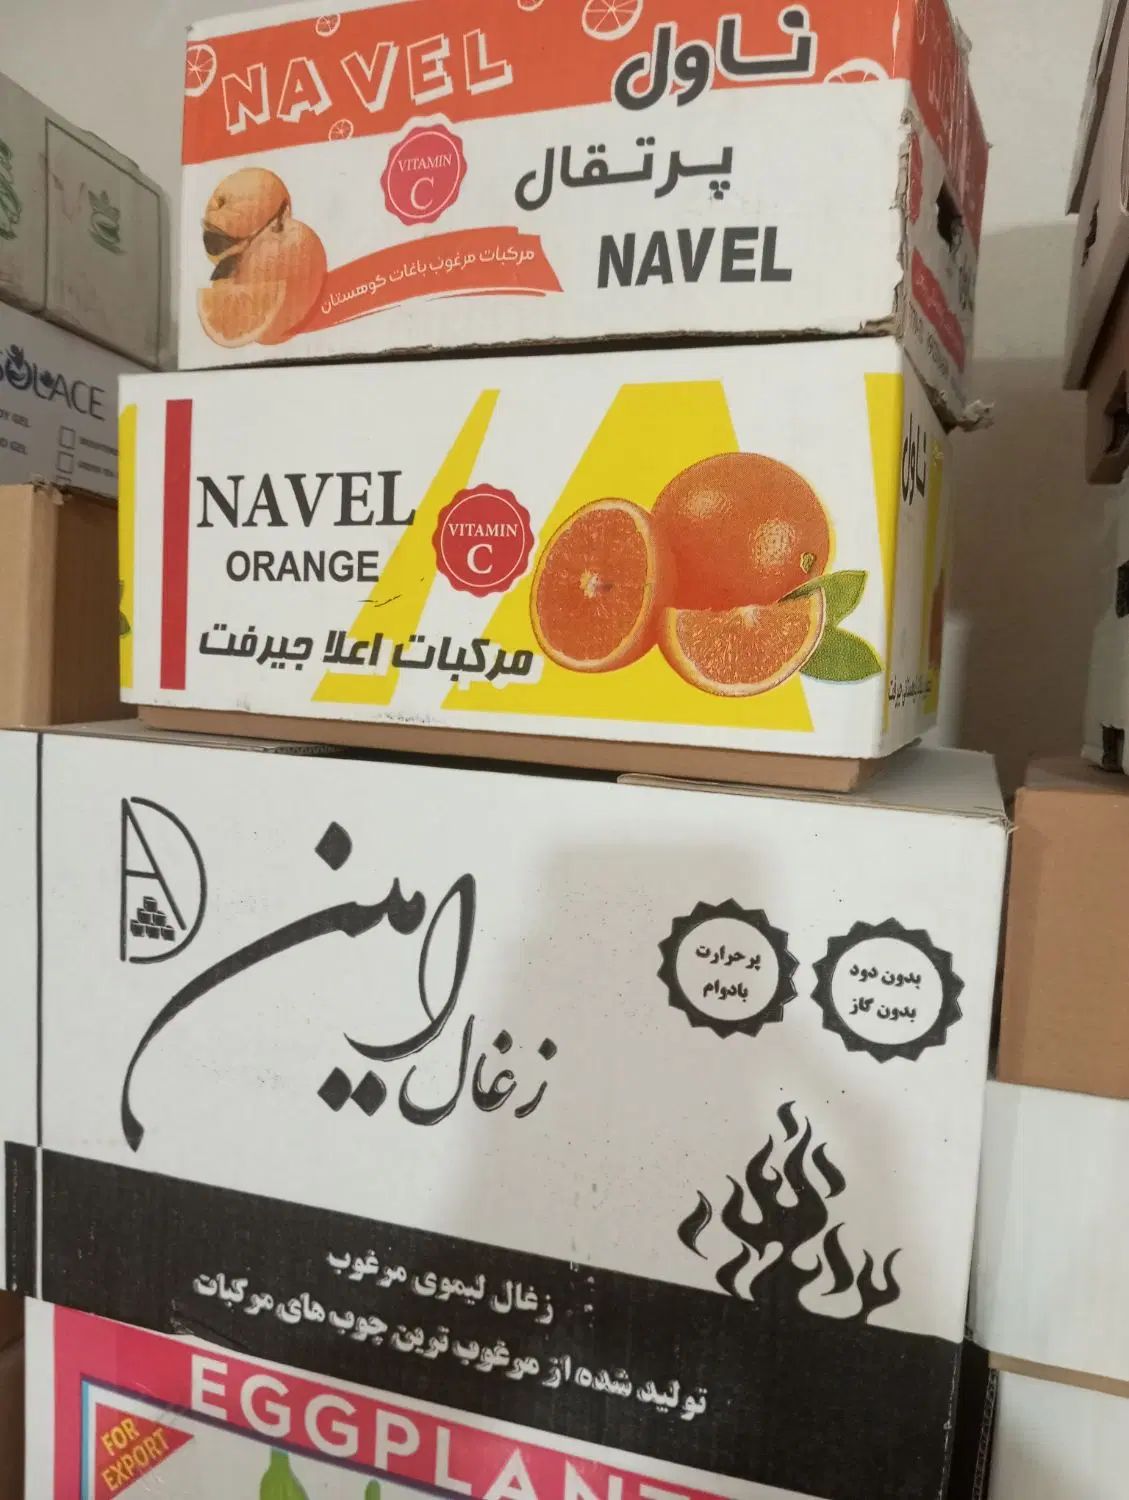 NAVEL
ناول
VITAMIN
C
پرتقال
NAVEL
مرکبات مرغوب باغات کوهستان
SOLACE
NAVEL
ORANGE
VITAMIN
C
مرکبات اعلا جیرفت
ناول
امین
زغال
پرحرارت
بادوام
بدون دود
بدون گاز
زغال لیموی مرغوب
تولید شده از مرغوب ترین چوب های مرکبات
EGGPLANT
FOR
EXPORT